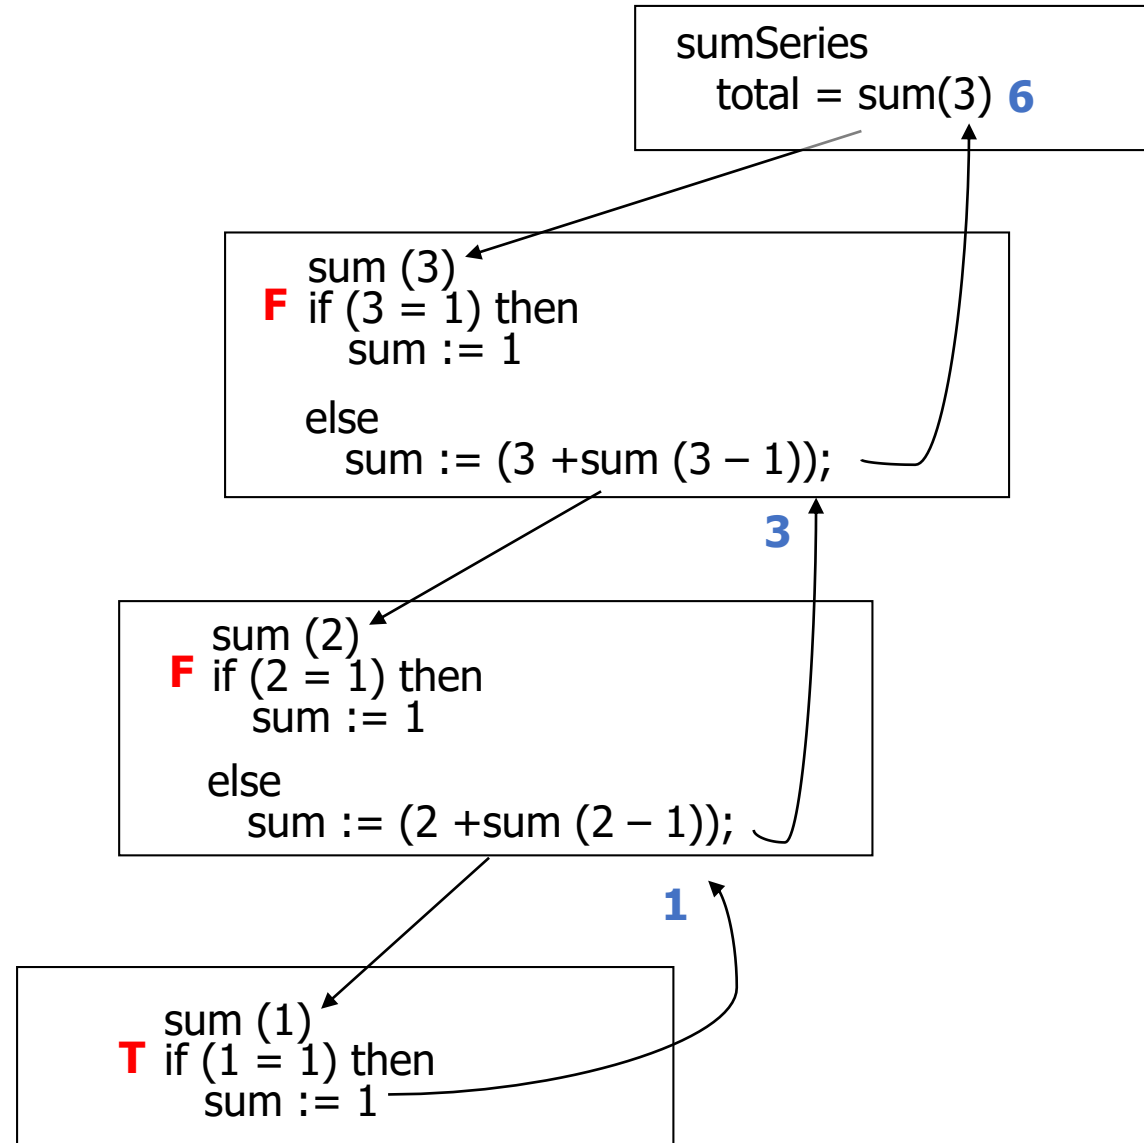 sumSeries
total = sum(3) 6
sum (3)
F if (3 = 1) then
sum := 1
else
sum := (3 +sum (3 – 1));
3
sum (2)
F if (2 = 1) then
sum := 1
else
sum := (2 +sum (2 – 1));
1
sum (1)
T if (1 = 1) then
sum := 1